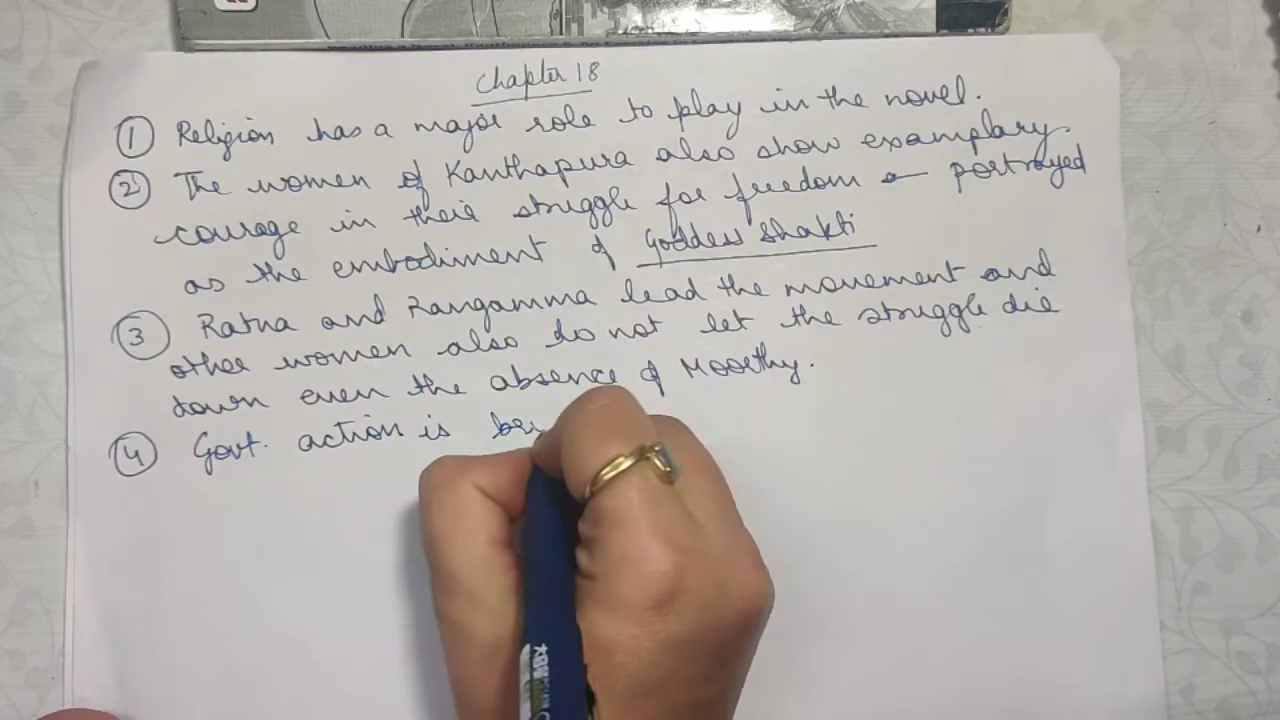 Chapter 18
① Religion has a major role to play in the novel.
② The women of Kanthapura also show examplary
courage in their struggle for freedom - portrayed
as the embodiment of Goddess Shakti
③ Ratna and Rangamma lead the movement and
other women also do not let the struggle die
down even the absence of Moorthy.
④ Govt. action is